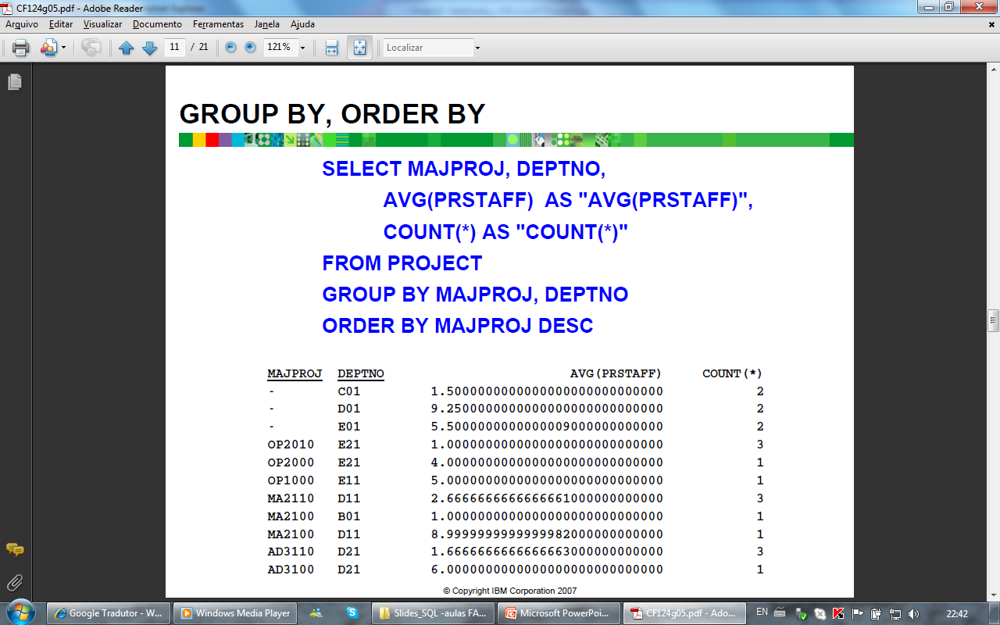 CF124g05.pdf - Adobe Reader
Arquivo Editar Visualizar Documento Ferramentas Janela Ajuda
11 / 21 121% Localizar
GROUP BY, ORDER BY
SELECT MAJPROJ, DEPTNO,
AVG(PRSTAFF) AS "AVG(PRSTAFF)",
COUNT(*) AS "COUNT(*)"
FROM PROJECT
GROUP BY MAJPROJ, DEPTNO
ORDER BY MAJPROJ DESC
MAJPROJ DEPTNO AVG(PRSTAFF) COUNT(*)
- C01 1.5000000000000000000000000000 2
- D01 9.2500000000000000000000000000 2
- E01 5.5000000000000009000000000000 2
OP2010 E21 1.0000000000000000000000000000 3
OP2000 E21 4.0000000000000000000000000000 1
OP1000 E11 5.0000000000000000000000000000 1
MA2110 D11 2.6666666666666661000000000000 3
MA2100 B01 1.0000000000000000000000000000 1
MA2100 D11 8.9999999999999982000000000000 1
AD3110 D21 1.6666666666666663000000000000 3
AD3100 D21 6.0000000000000000000000000000 1
© Copyright IBM Corporation 2007
Google Tradutor - W... Windows Media Player Slides_SQL -aulas FA... Microsoft PowerPoi... CF124g05.pdf - Ado... EN 22:42